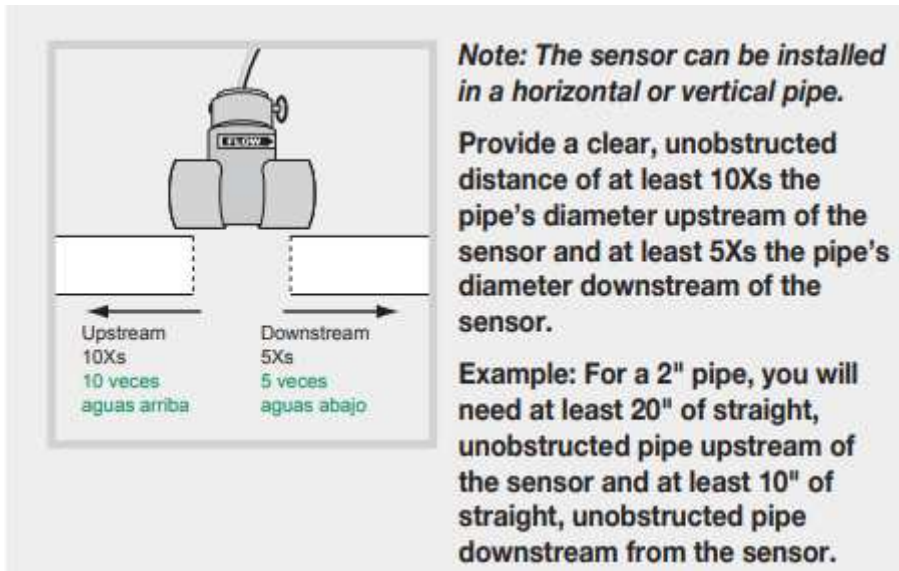 FLOW
Upstream
10Xs
10 veces
aguas arriba
Downstream
5Xs
5 veces
aguas abajo
Note: The sensor can be installed
in a horizontal or vertical pipe.
Provide a clear, unobstructed
distance of at least 10Xs the
pipe's diameter upstream of the
sensor and at least 5Xs the pipe's
diameter downstream of the
sensor.
Example: For a 2" pipe, you will
need at least 20" of straight,
unobstructed pipe upstream of
the sensor and at least 10" of
straight, unobstructed pipe
downstream from the sensor.